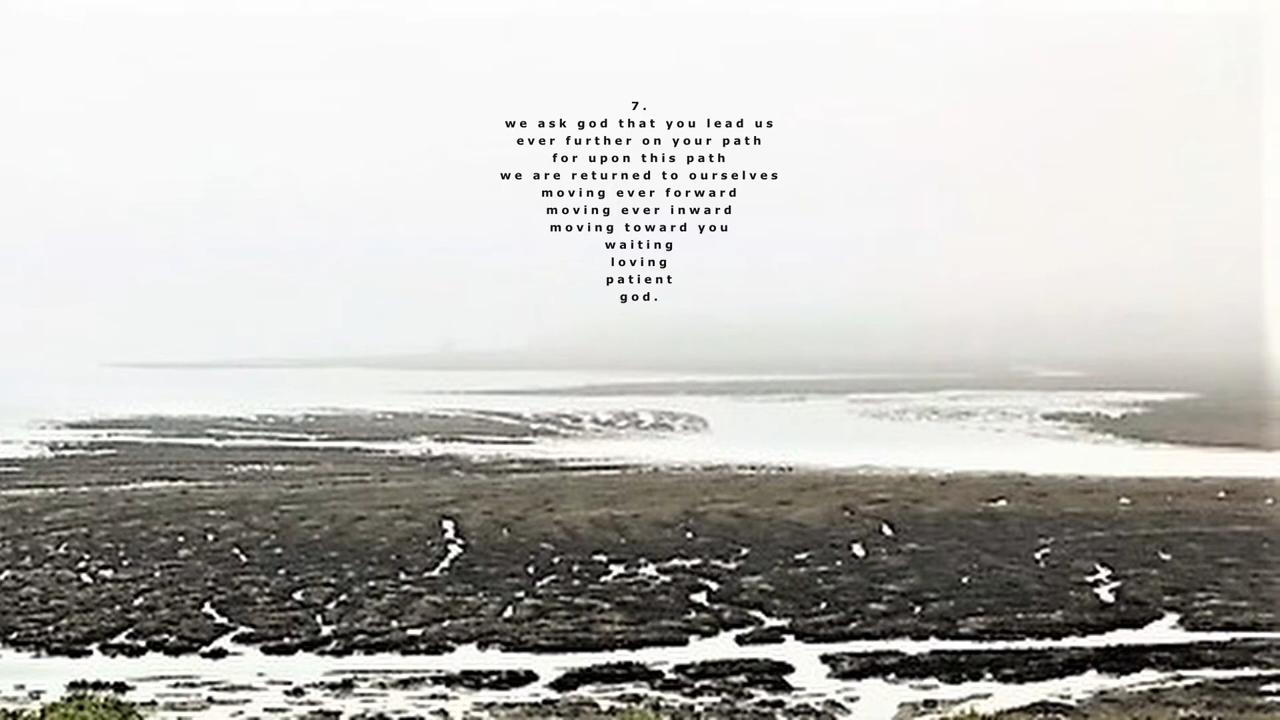 7.
we ask god that you lead us
ever further on your path
for upon this path
we are returned to ourselves
moving ever forward
moving ever inward
moving toward you
waiting
loving
patient
god.